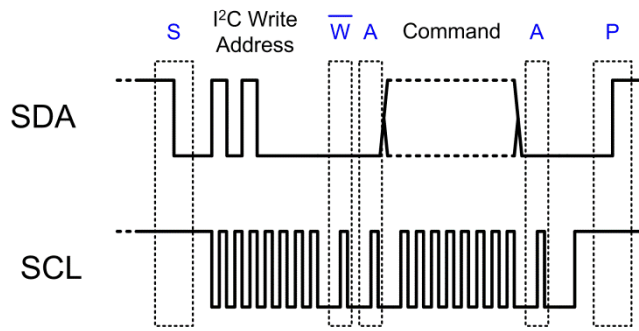 I²C Write
Address
S W̅ A Command A P
SDA
SCL